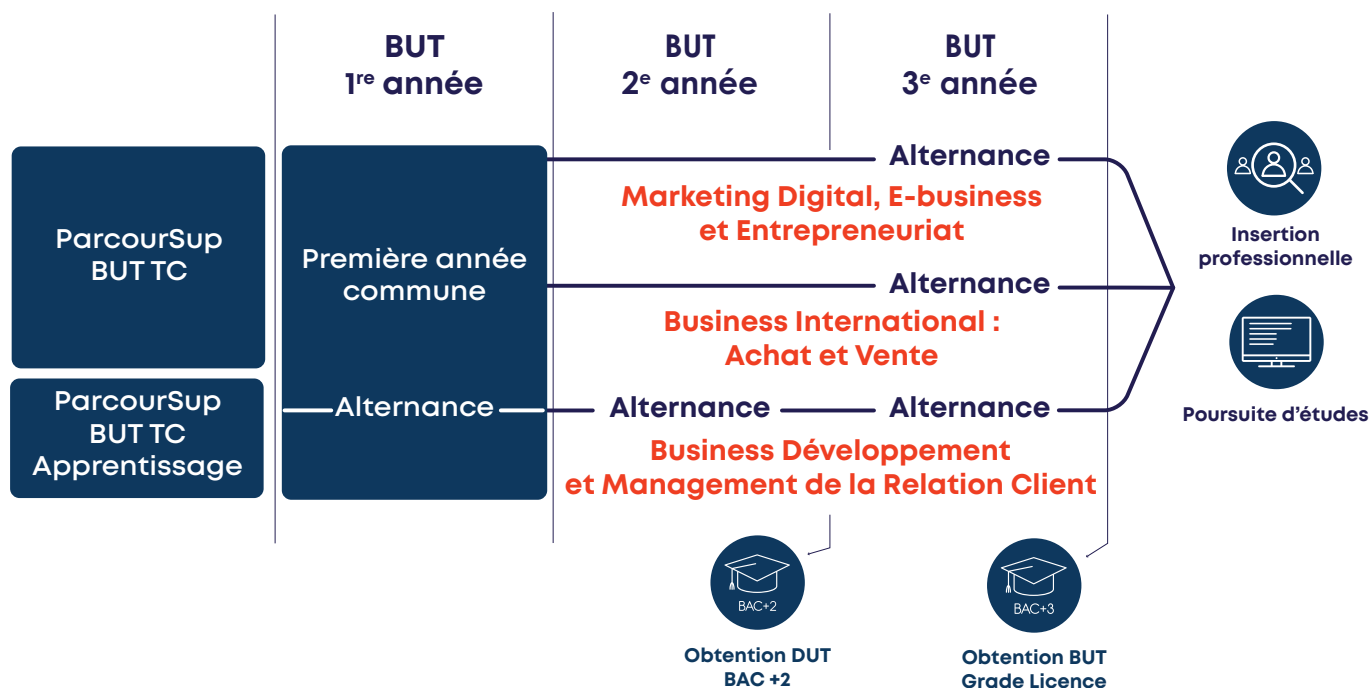 BUT
1re année
BUT
2e année
BUT
3e année
ParcourSup
BUT TC
Première année
commune
Alternance
Marketing Digital, E-business
et Entrepreneuriat
Alternance
Business International :
Achat et Vente
ParcourSup
BUT TC
Apprentissage
Alternance
Alternance
Alternance
Business Développement
et Management de la Relation Client
Insertion
professionnelle
Poursuite d’études
BAC+2
Obtention DUT
BAC +2
BAC+3
Obtention BUT
Grade Licence